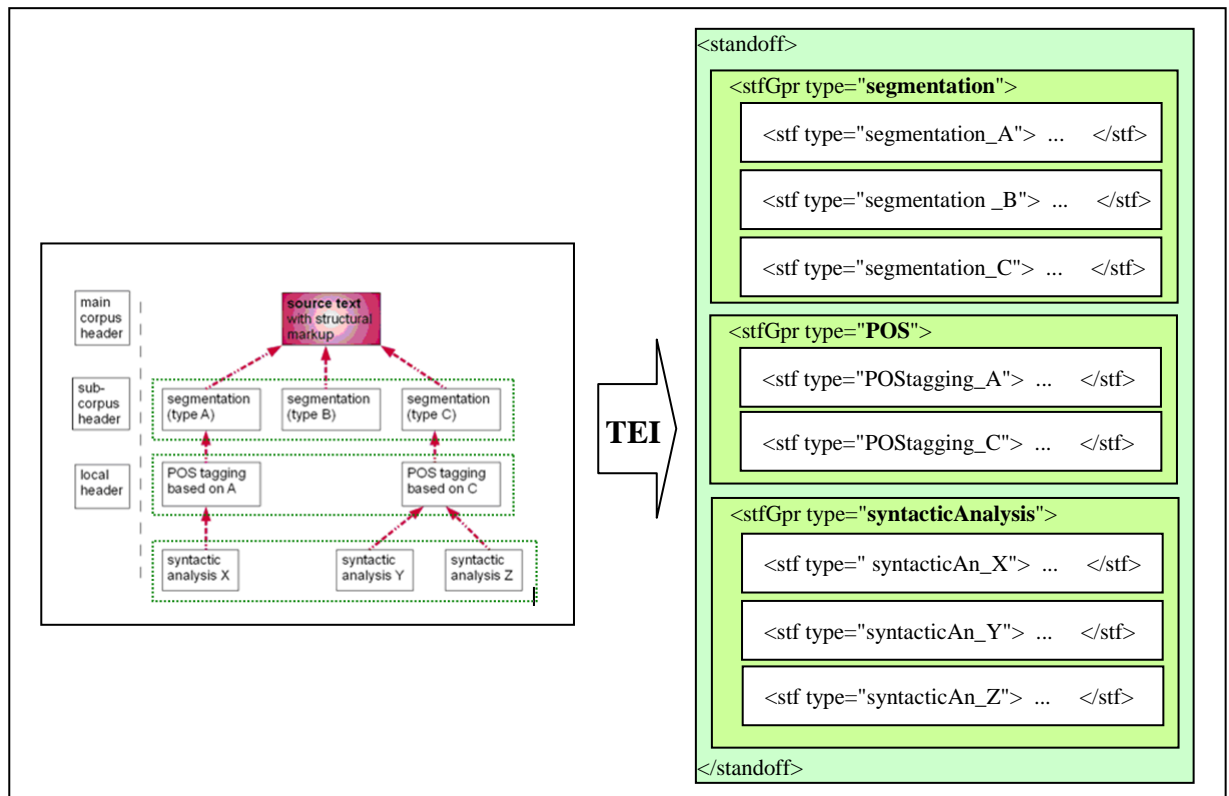 main
corpus
header
source text
with structural
markup
sub-
corpus
header
segmentation
(type A)
segmentation
(type B)
segmentation
(type C)
local
header
POS tagging
based on A
POS tagging
based on C
syntactic
analysis X
syntactic
analysis Y
syntactic
analysis Z
TEI
<standoff>
<stfGpr type="segmentation">
<stf type="segmentation_A"> ... </stf>
<stf type="segmentation _B"> ... </stf>
<stf type="segmentation_C"> ... </stf>
<stfGpr type="POS">
<stf type="POStagging_A"> ... </stf>
<stf type="POStagging_C"> ... </stf>
<stfGpr type="syntacticAnalysis">
<stf type=" syntacticAn_X"> ... </stf>
<stf type="syntacticAn_Y"> ... </stf>
<stf type="syntacticAn_Z"> ... </stf>
</standoff>